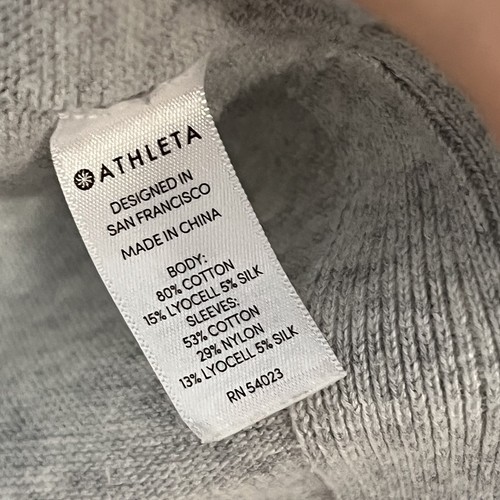 ATHLETA
DESIGNED IN
SAN FRANCISCO
MADE IN CHINA
BODY:
80% COTTON
15% LYOCELL 5% SILK
SLEEVES:
53% COTTON
29% NYLON
13% LYOCELL 5% SILK
RN 54023